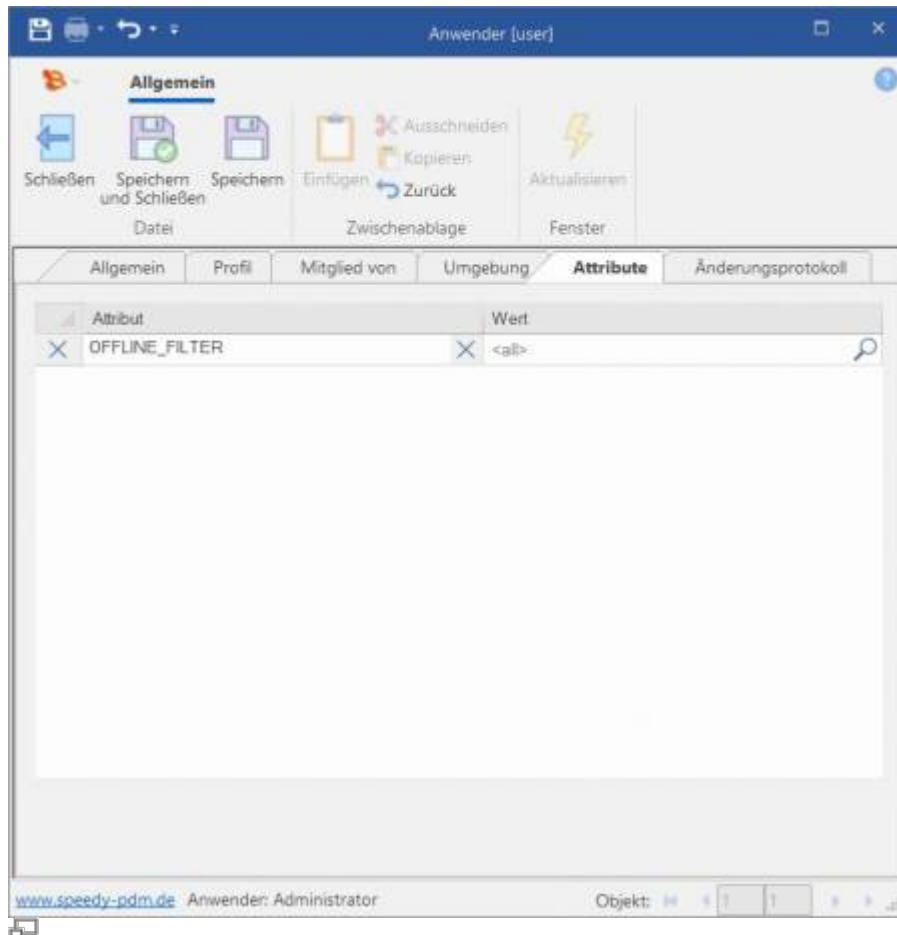 Anwender [user]
Allgemein
Schließen
Speichern und Schließen
Speichern
Einfügen
Ausschneiden
Kopieren
Zurück
Aktualisieren
Datei
Zwischenablage
Fenster
Allgemein Profil Mitglied von Umgebung Attribute Änderungsprotokoll
Attribut Wert
OFFLINE_FILTER <all>
www.speedy-pdm.de Anwender: Administrator Objekt: 1 1